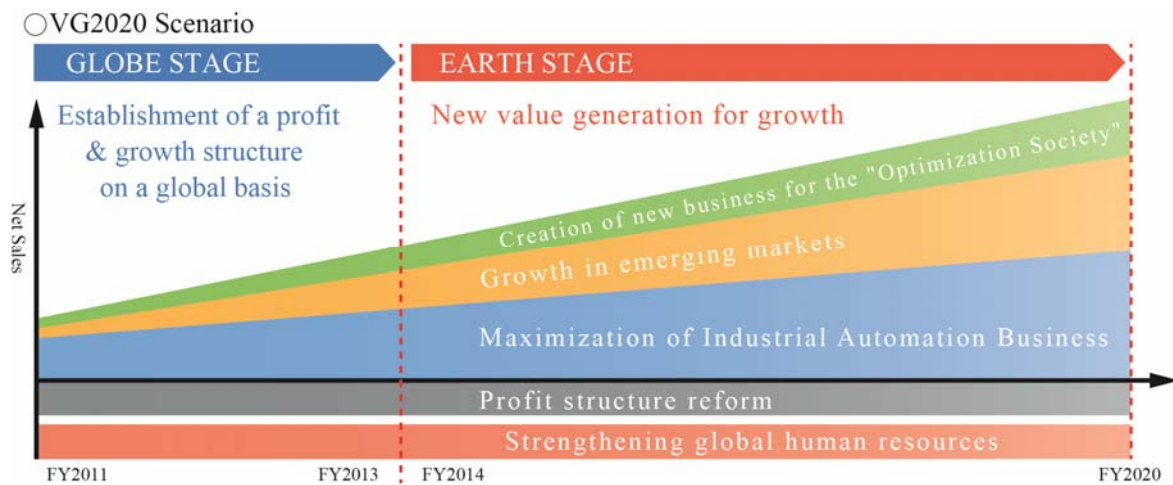 ○VG2020 Scenario
GLOBE STAGE
EARTH STAGE
Establishment of a profit
& growth structure
on a global basis
New value generation for growth
Net Sales
Creation of new business for the "Optimization Society"
Growth in emerging markets
Maximization of Industrial Automation Business
Profit structure reform
Strengthening global human resources
FY2011
FY2013
FY2014
FY2020